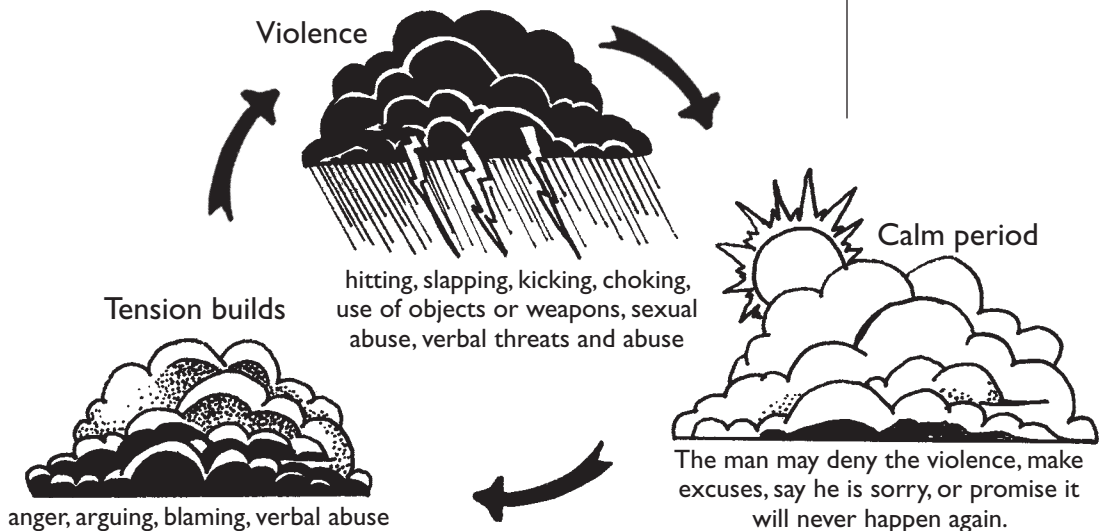 Violence
hitting, slapping, kicking, choking,
use of objects or weapons, sexual
abuse, verbal threats and abuse
Calm period
The man may deny the violence, make
excuses, say he is sorry, or promise it
will never happen again.
Tension builds
anger, arguing, blaming, verbal abuse